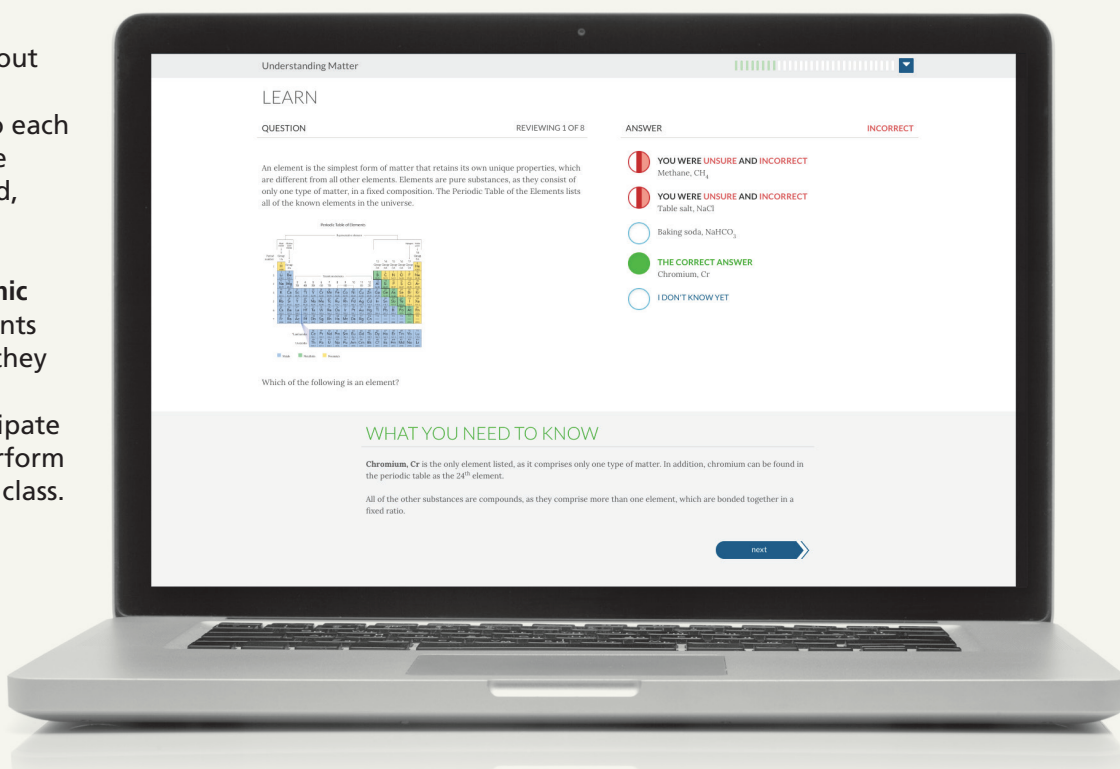 out
each
e
d,
nic
nts
they
ipate
rform
class.
Understanding Matter
LEARN
QUESTION
REVIEWING 1 OF 8
An element is the simplest form of matter that retains its own unique properties, which
are different from all other elements. Elements are pure substances, as they consist of
only one type of matter, in a fixed composition. The Periodic Table of the Elements lists
all of the known elements in the universe.
Periodic Table of Elements
Which of the following is an element?
ANSWER
INCORRECT
YOU WERE UNSURE AND INCORRECT
Methane, CH₄
YOU WERE UNSURE AND INCORRECT
Table salt, NaCl
Baking soda, NaHCO₃
THE CORRECT ANSWER
Chromium, Cr
I DON'T KNOW YET
WHAT YOU NEED TO KNOW
Chromium, Cr is the only element listed, as it comprises only one type of matter. In addition, chromium can be found in
the periodic table as the 24th element.
All of the other substances are compounds, as they comprise more than one element, which are bonded together in a
fixed ratio.
next